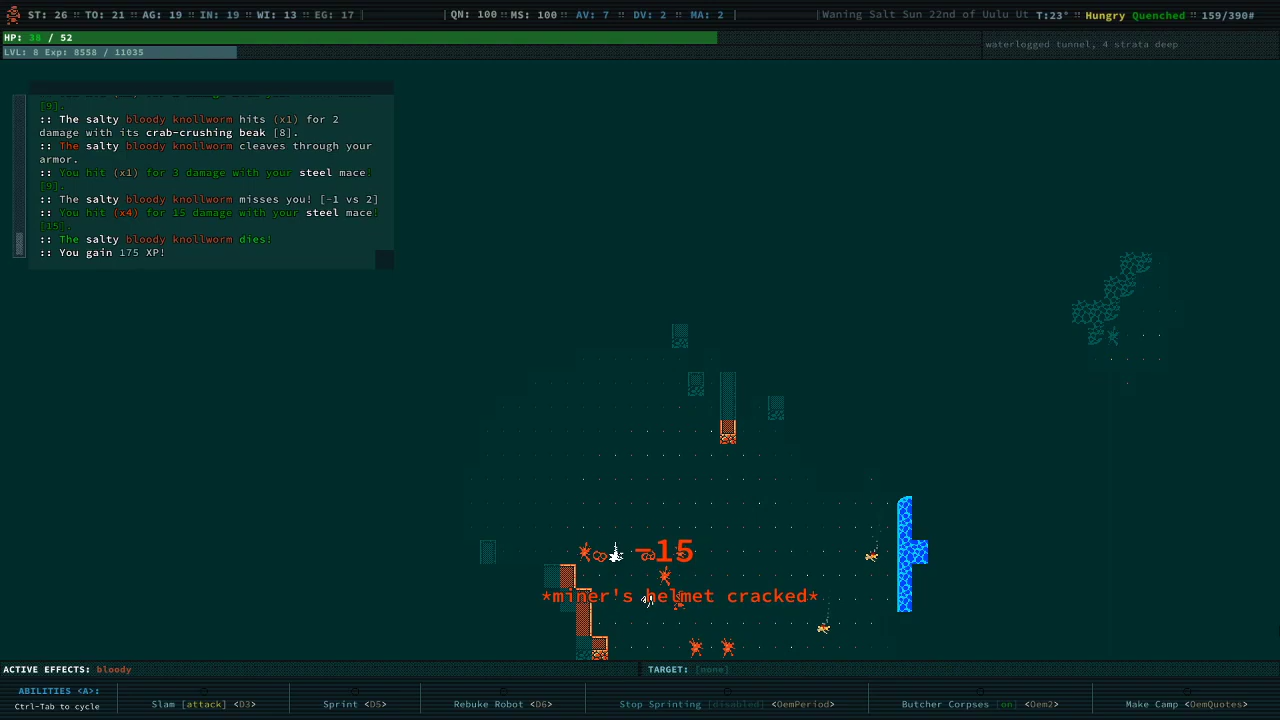 ST: 26 :: TO: 21 :: AG: 19 :: IN: 19 :: WI: 13 :: EG: 17 | QN: 100 :: MS: 100 :: AV: 7 :: DV: 2 :: MA: 2 | |Waning Salt Sun 22nd of Uulu Ut T:23° :: Hungry Quenched :: 159/390#
HP: 38 / 52
LVL: 8 Exp: 8558 / 11035
waterlogged tunnel, 4 strata deep
[9].
:: The salty bloody knollworm hits (x1) for 2
damage with its crab-crushing beak [8].
:: The salty bloody knollworm cleaves through your
armor.
:: You hit (x1) for 3 damage with your steel mace!
[9].
:: The salty bloody knollworm misses you! [-1 vs 2]
:: You hit (x4) for 15 damage with your steel mace!
[15].
:: The salty bloody knollworm dies!
:: You gain 175 XP!
-15
*miner's helmet cracked*
ACTIVE EFFECTS: bloody
TARGET: [none]
ABILITIES <A>:
Ctrl-Tab to cycle
Slam [attack] <D3>
Sprint <D5>
Rebuke Robot <D6>
Stop Sprinting [disabled] <OemPeriod>
Butcher Corpses [on] <Oem2>
Make Camp <OemQuotes>